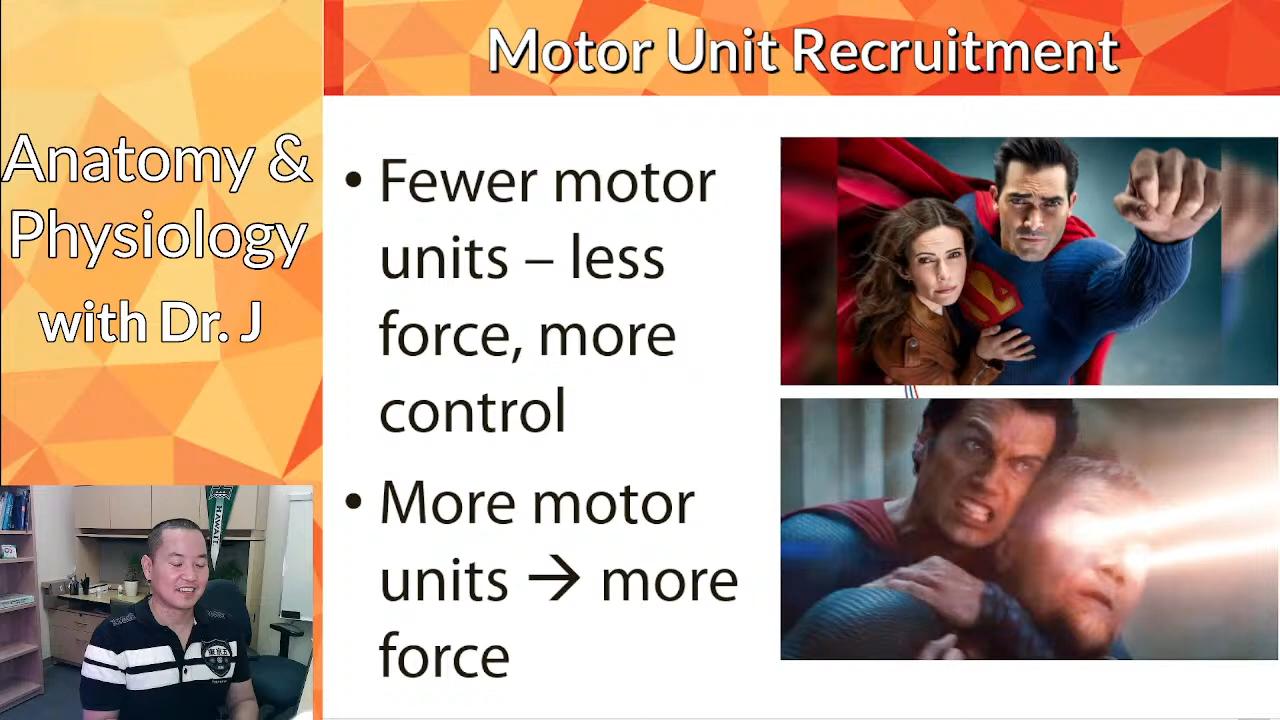 Motor Unit Recruitment
Anatomy &
Physiology
with Dr. J
• Fewer motor
units – less
force, more
control
• More motor
units → more
force
HAWAII